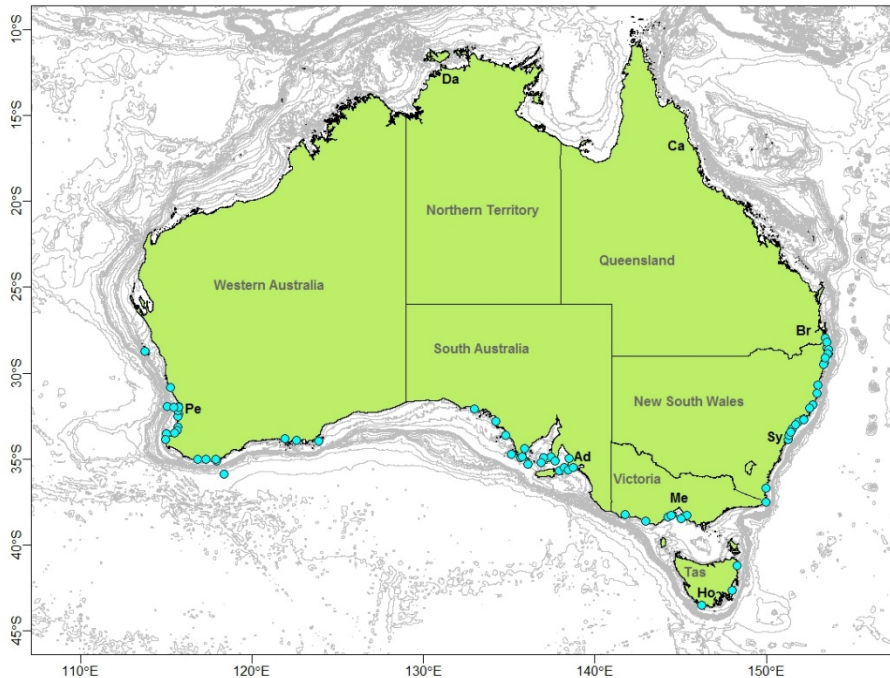 10°S
Da
15°S
Ca
20°S
Northern Territory
Queensland
25°S
Western Australia
Br
South Australia
30°S
New South Wales
Pe
Sy
35°S
Ad
Victoria
Me
40°S
Tas
Ho
45°S
110°E 120°E 130°E 140°E 150°E